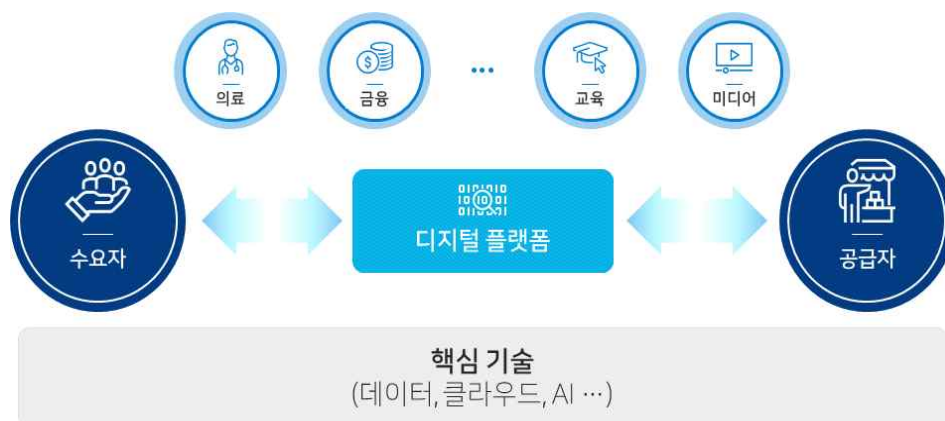 의료
금융
...
교육
미디어
수요자
디지털 플랫폼
공급자
핵심 기술
(데이터, 클라우드, AI ···)